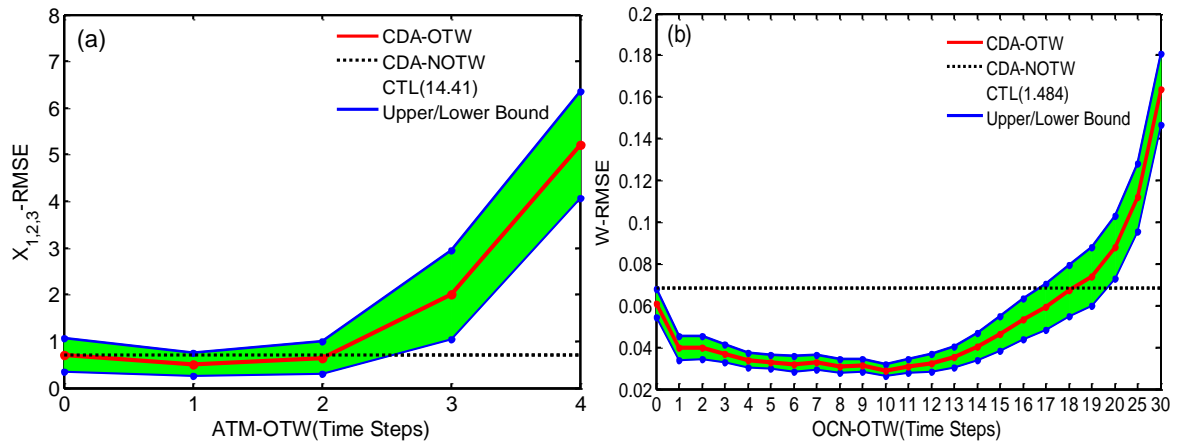 (a)
CDA-OTW
CDA-NOTW
CTL(14.41)
Upper/Lower Bound
8
7
6
5
4
3
2
1
0
X1,2,3-RMSE
0 1 2 3 4
ATM-OTW(Time Steps)
(b)
CDA-OTW
CDA-NOTW
CTL(1.484)
Upper/Lower Bound
0.2
0.18
0.16
0.14
0.12
0.1
0.08
0.06
0.04
0.02
W-RMSE
0 1 2 3 4 5 6 7 8 9 10 11 12 13 14 15 16 17 18 19 20 25 30
OCN-OTW(Time Steps)